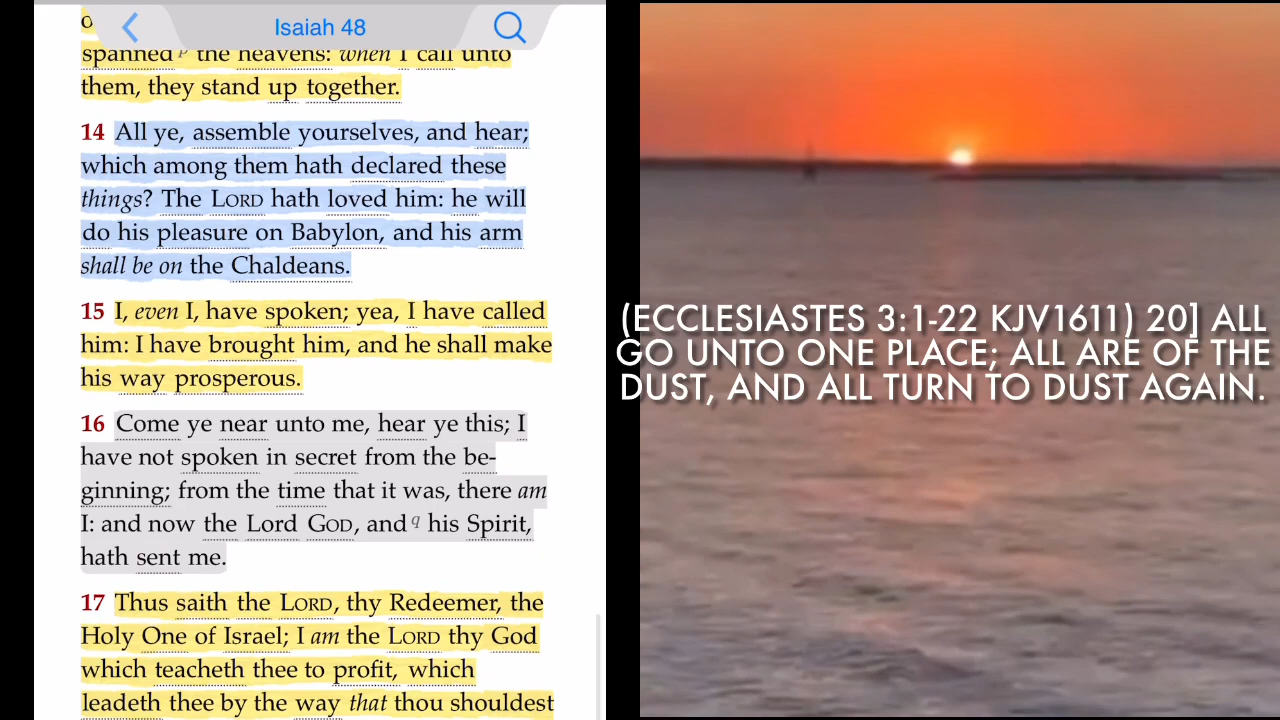 Isaiah 48
spanned p the heavens: when I call unto
them, they stand up together.
14 All ye, assemble yourselves, and hear;
which among them hath declared these
things? The LORD hath loved him: he will
do his pleasure on Babylon, and his arm
shall be on the Chaldeans.
15 I, even I, have spoken; yea, I have called
him: I have brought him, and he shall make
his way prosperous.
16 Come ye near unto me, hear ye this; I
have not spoken in secret from the be-
ginning; from the time that it was, there am
I: and now the Lord GOD, and q his Spirit,
hath sent me.
17 Thus saith the LORD, thy Redeemer, the
Holy One of Israel; I am the LORD thy God
which teacheth thee to profit, which
leadeth thee by the way that thou shouldest
(ECCLESIASTES 3:1-22 KJV1611) 20] ALL
GO UNTO ONE PLACE; ALL ARE OF THE
DUST, AND ALL TURN TO DUST AGAIN.